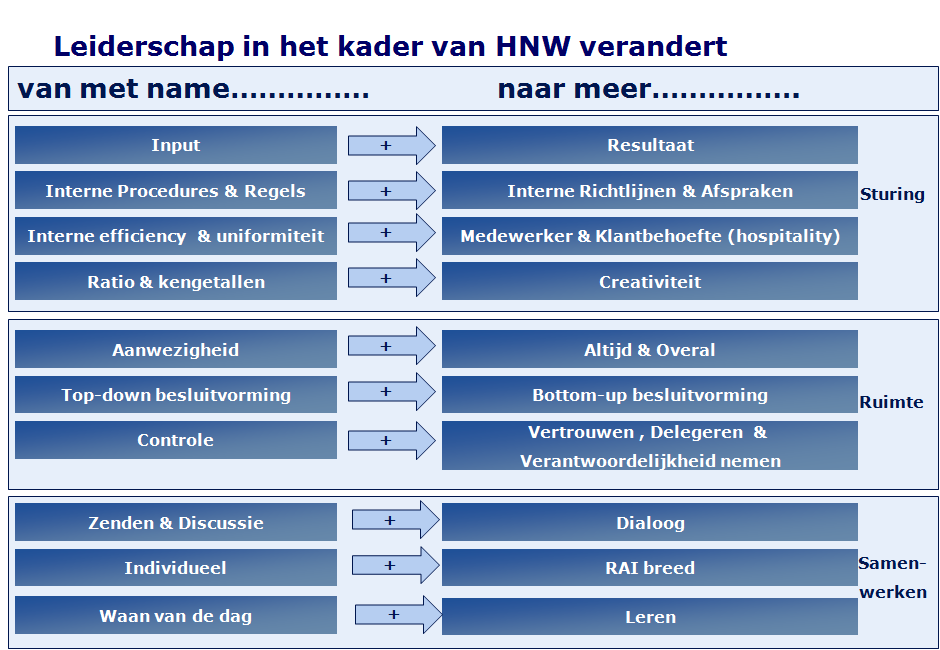 Leiderschap in het kader van HNW verandert
van met name............... naar meer................
Input + Resultaat
Interne Procedures & Regels + Interne Richtlijnen & Afspraken
Sturing
Interne efficiency & uniformiteit + Medewerker & Klantbehoefte (hospitality)
Ratio & kengetallen + Creativiteit
Aanwezigheid + Altijd & Overal
Top-down besluitvorming + Bottom-up besluitvorming
Ruimte
Controle + Vertrouwen , Delegeren &
Verantwoordelijkheid nemen
Zenden & Discussie + Dialoog
Individueel + RAI breed
Samen-
werken
Waan van de dag + Leren